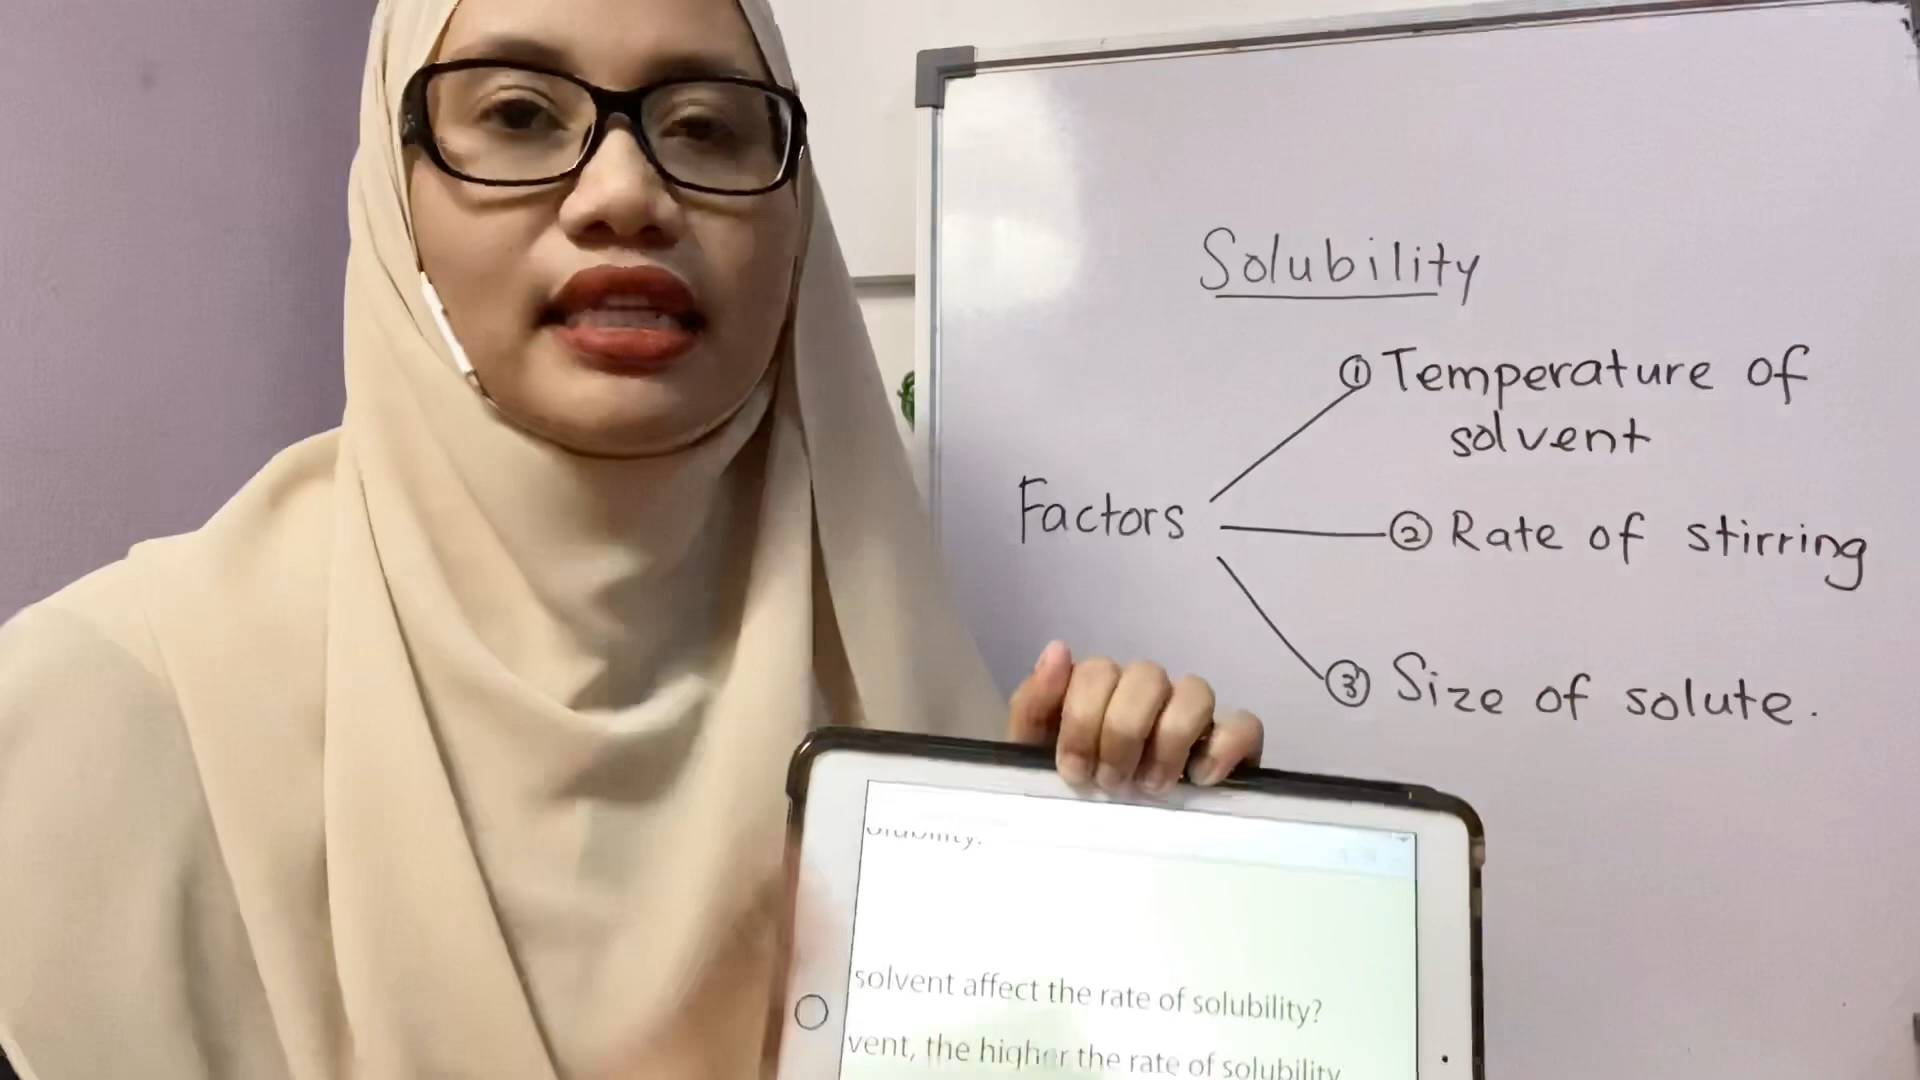 Solubility
Factors
① Temperature of
solvent
② Rate of stirring
③ Size of solute.
solvent affect the rate of solubility?
vent, the higher the rate of solubility